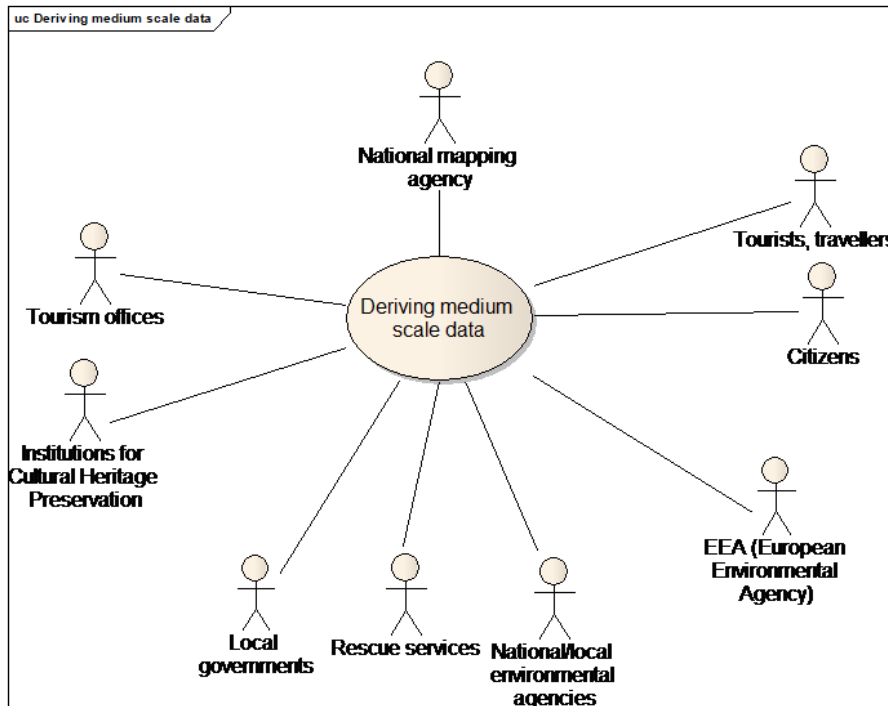 uc Deriving medium scale data
National mapping
agency
Tourists, travellers
Tourism offices
Deriving medium
scale data
Citizens
Institutions for
Cultural Heritage
Preservation
EEA (European
Environmental
Agency)
Local
governments
Rescue services
National/local
environmental
agencies